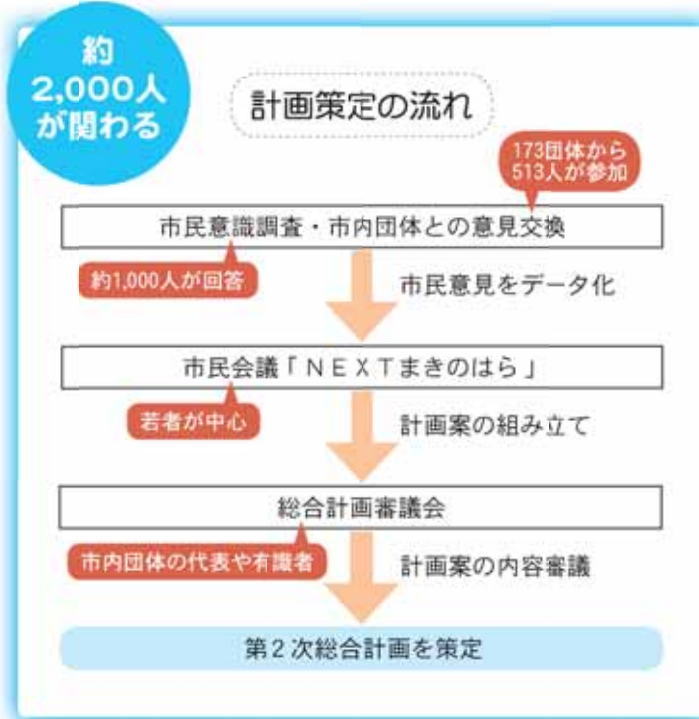 約
2,000人
が関わる
計画策定の流れ
173団体から
513人が参加
市民意識調査・市内団体との意見交換
約1,000人が回答
市民意見をデータ化
市民会議「ＮＥＸＴまきのはら」
若者が中心
計画案の組み立て
総合計画審議会
市内団体の代表や有識者
計画案の内容審議
第２次総合計画を策定